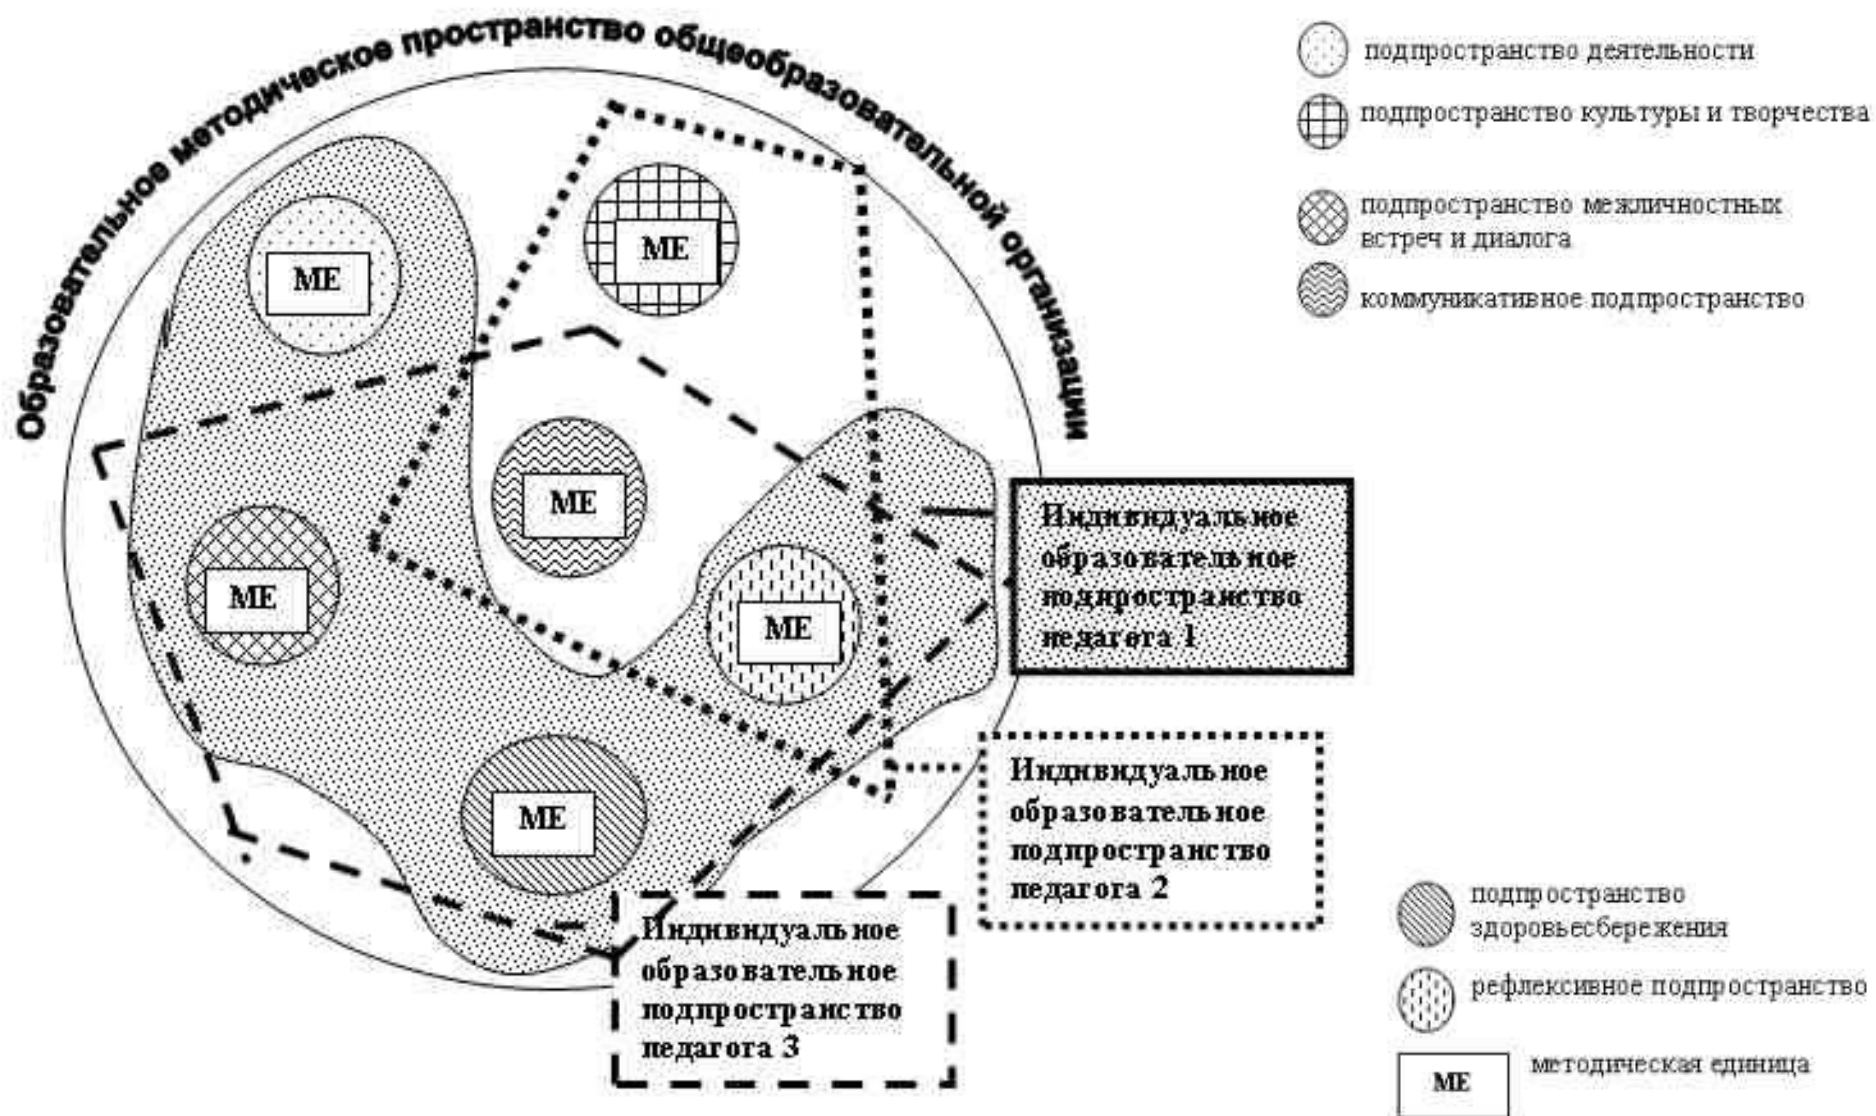 Образовательное методическое пространство общеобразовательной организации
подпространство деятельности
подпространство культуры и творчества
подпространство межличностных
встреч и диалога
коммуникативное подпространство
МЕ
МЕ
МЕ
МЕ
МЕ
МЕ
Индивидуальное
образовательное
подпространство
педагога 1
Индивидуальное
образовательное
подпространство
педагога 2
Индивидуальное
образовательное
подпространство
педагога 3
подпространство
здоровьесбережения
рефлексивное подпространство
МЕ
методическая единица